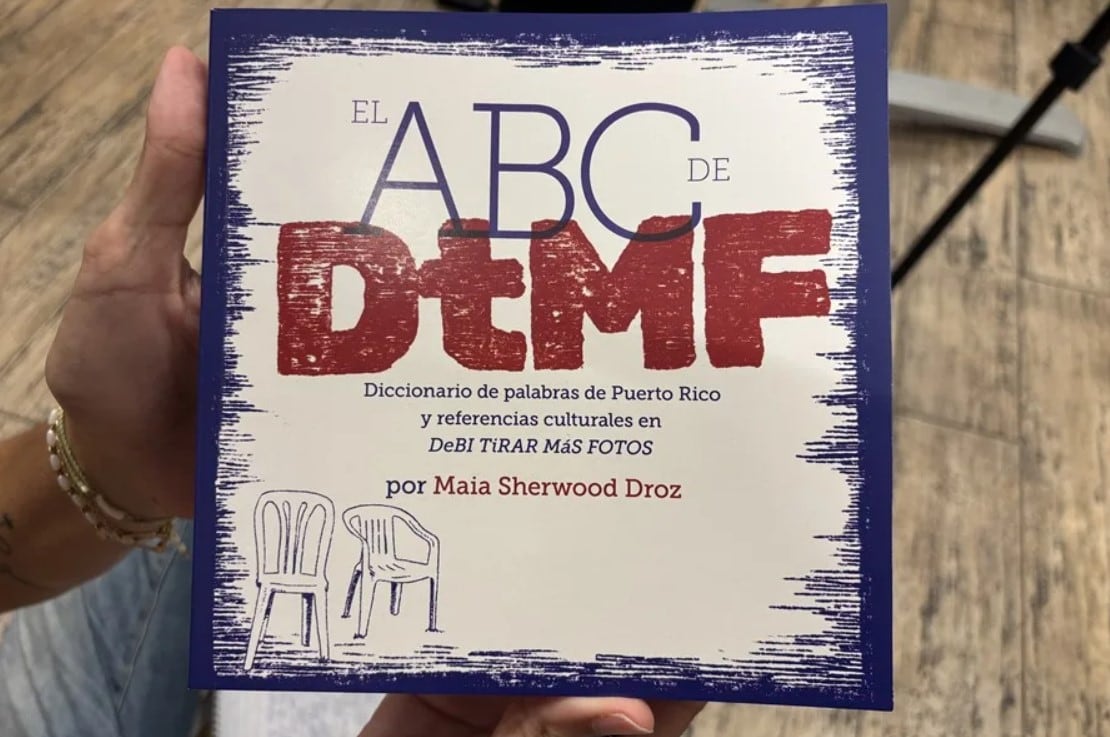 EL ABC DE
DtMF
Diccionario de palabras de Puerto Rico
y referencias culturales en
DeBI TiRAR MáS FOTOS
por Maia Sherwood Droz